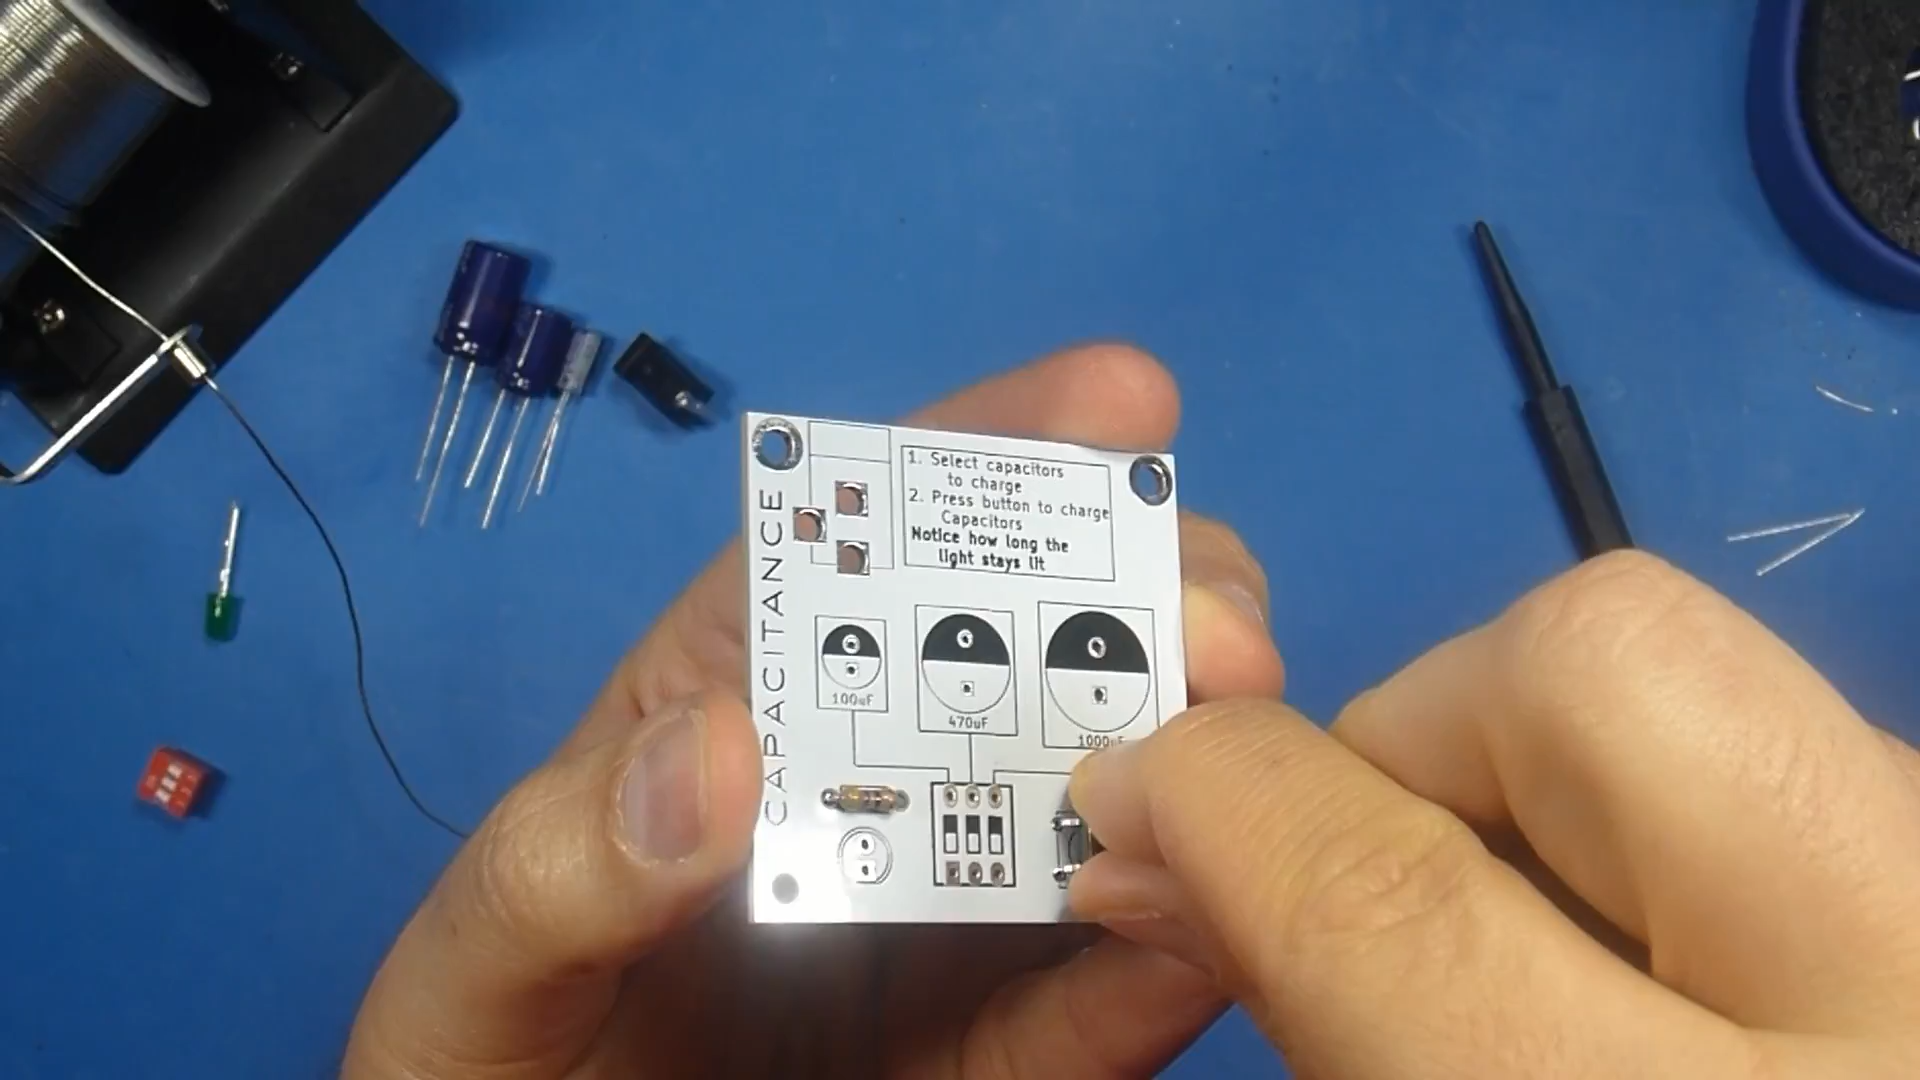 1. Select capacitors
to charge
2. Press button to charge
Capacitors
Notice how long the
light stays lit
CAPACITANCE
100uF
470uF
1000uF